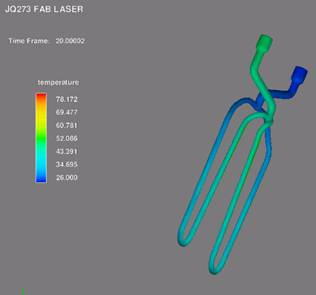 JQ273 FAB LASER
Time Frame: 20.00002
temperature
78.172
69.477
60.781
52.086
43.391
34.695
26.000